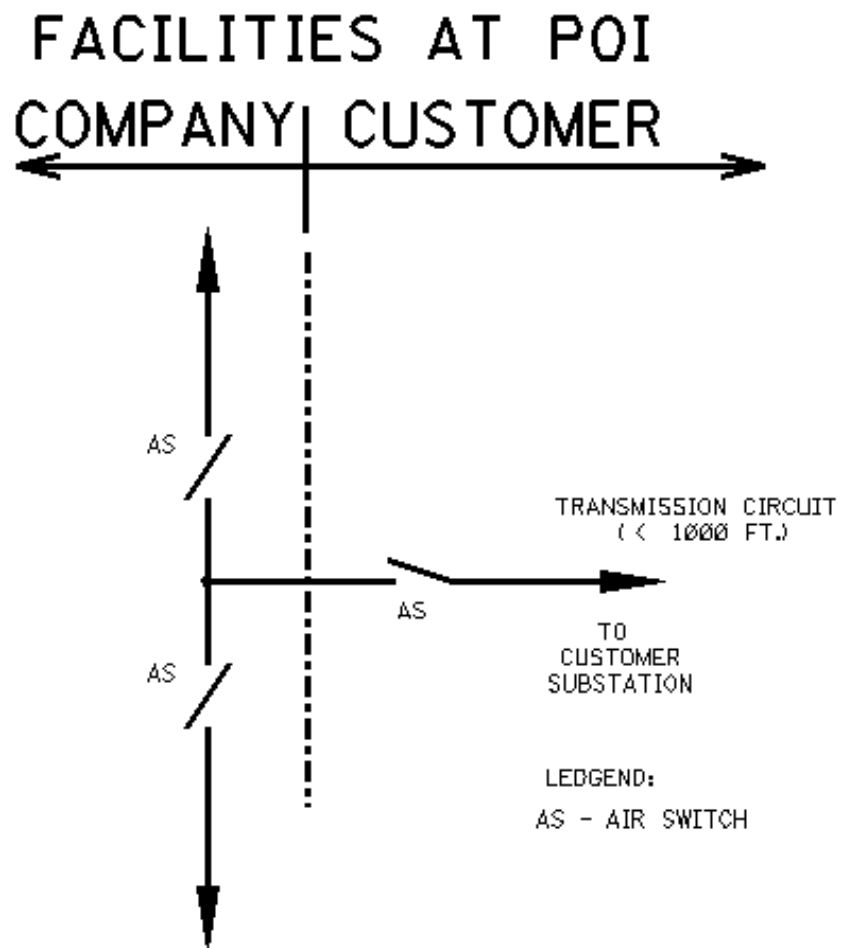 FACILITIES AT POI
COMPANY CUSTOMER
AS
TRANSMISSION CIRCUIT
( < 1000 FT.)
AS
TO
CUSTOMER
SUBSTATION
AS
LEDGEND:
AS - AIR SWITCH